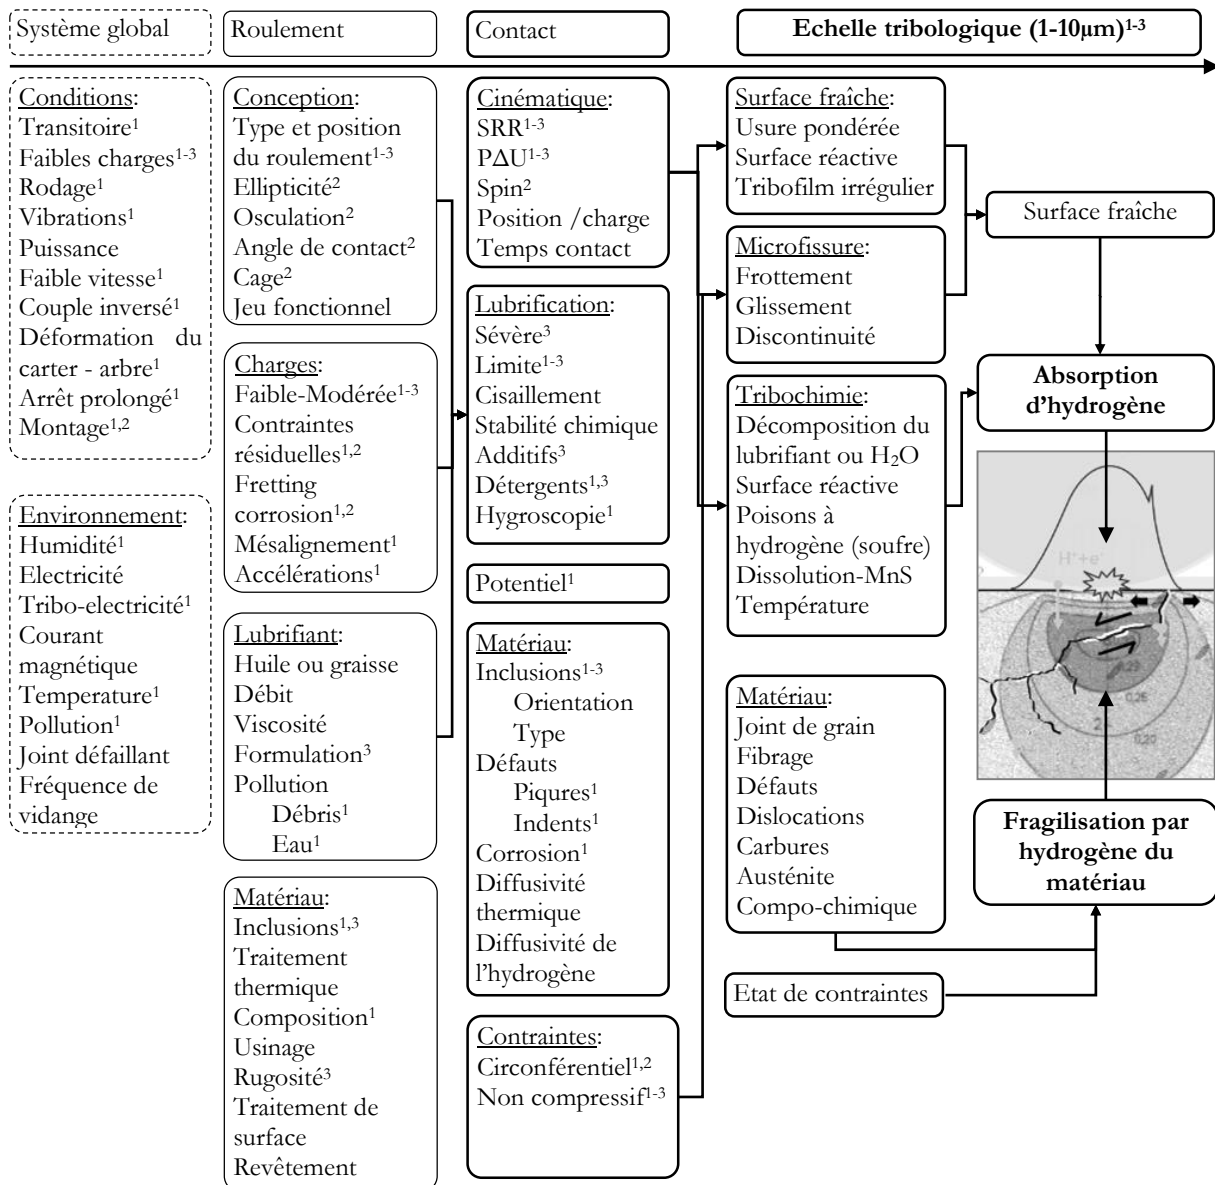 Système global
Roulement
Contact
Echelle tribologique (1-10µm)¹⁻³
Conditions:
Transitoire¹
Faibles charges¹⁻³
Rodage¹
Vibrations¹
Puissance
Faible vitesse¹
Couple inversé¹
Déformation du
carter - arbre¹
Arrêt prolongé¹
Montage¹,²
Environnement:
Humidité¹
Electricité
Tribo-electricité¹
Courant
magnétique
Temperature¹
Pollution¹
Joint défaillant
Fréquence de
vidange
Conception:
Type et position
du roulement¹⁻³
Ellipticité²
Osculation²
Angle de contact²
Cage²
Jeu fonctionnel
Charges:
Faible-Modérée¹⁻³
Contraintes
résiduelles¹,²
Fretting
corrosion¹,²
Mésalignement¹
Accélérations¹
Lubrifiant:
Huile ou graisse
Débit
Viscosité
Formulation³
Pollution
Débris¹
Eau¹
Matériau:
Inclusions¹,³
Traitement
thermique
Composition¹
Usinage
Rugosité³
Traitement de
surface
Revêtement
Cinématique:
SRR¹⁻³
PΔU¹⁻³
Spin²
Position /charge
Temps contact
Lubrification:
Sévère³
Limite¹⁻³
Cisaillement
Stabilité chimique
Additifs³
Détergents¹,³
Hygroscopie¹
Potentiel¹
Matériau:
Inclusions¹⁻³
Orientation
Type
Défauts
Piqures¹
Indents¹
Corrosion¹
Diffusivité
thermique
Diffusivité de
l'hydrogène
Contraintes:
Circonférentiel¹,²
Non compressif¹⁻³
Surface fraîche:
Usure pondérée
Surface réactive
Tribofilm irrégulier
Microfissure:
Frottement
Glissement
Discontinuité
Tribochimie:
Décomposition du
lubrifiant ou H₂O
Surface réactive
Poisons à
hydrogène (soufre)
Dissolution-MnS
Température
Matériau:
Joint de grain
Fibrage
Défauts
Dislocations
Carbures
Austénite
Compo-chimique
Etat de contraintes
Surface fraîche
Absorption
d'hydrogène
H⁺+e⁻
0,29
0,26
0,20
Fragilisation par
hydrogène du
matériau